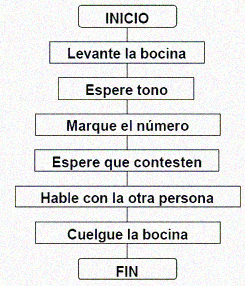 INICIO
Levante la bocina
Espere tono
Marque el número
Espere que contesten
Hable con la otra persona
Cuelgue la bocina
FIN